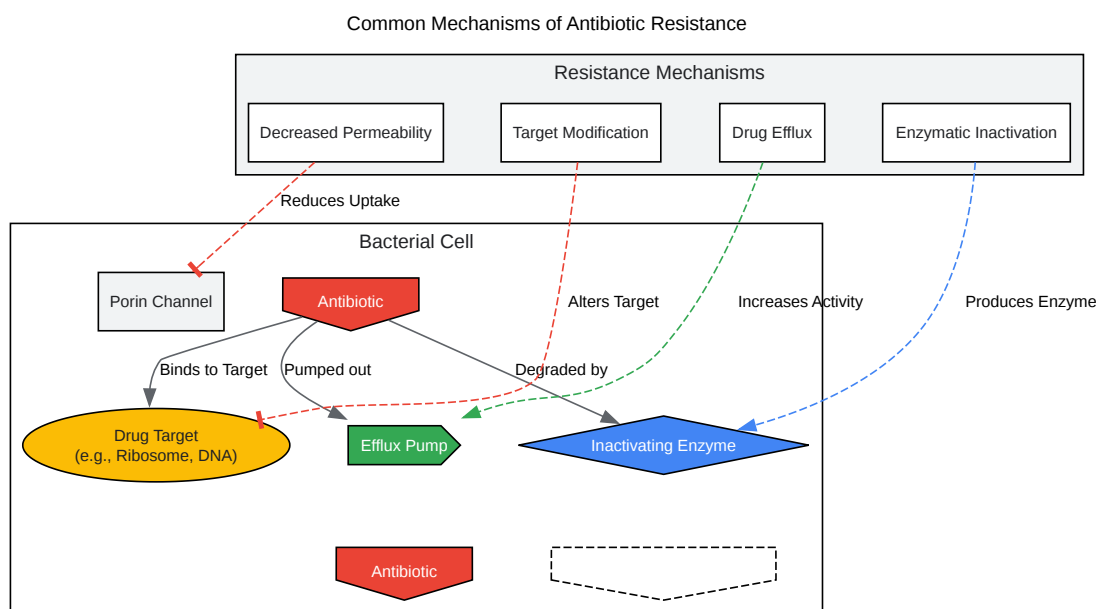 Common Mechanisms of Antibiotic Resistance
Resistance Mechanisms
Decreased Permeability
Target Modification
Drug Efflux
Enzymatic Inactivation
Reduces Uptake
Bacterial Cell
Porin Channel
Antibiotic
Alters Target
Increases Activity
Produces Enzyme
Binds to Target
Pumped out
Degraded by
Drug Target
(e.g., Ribosome, DNA)
Efflux Pump
Inactivating Enzyme
Antibiotic